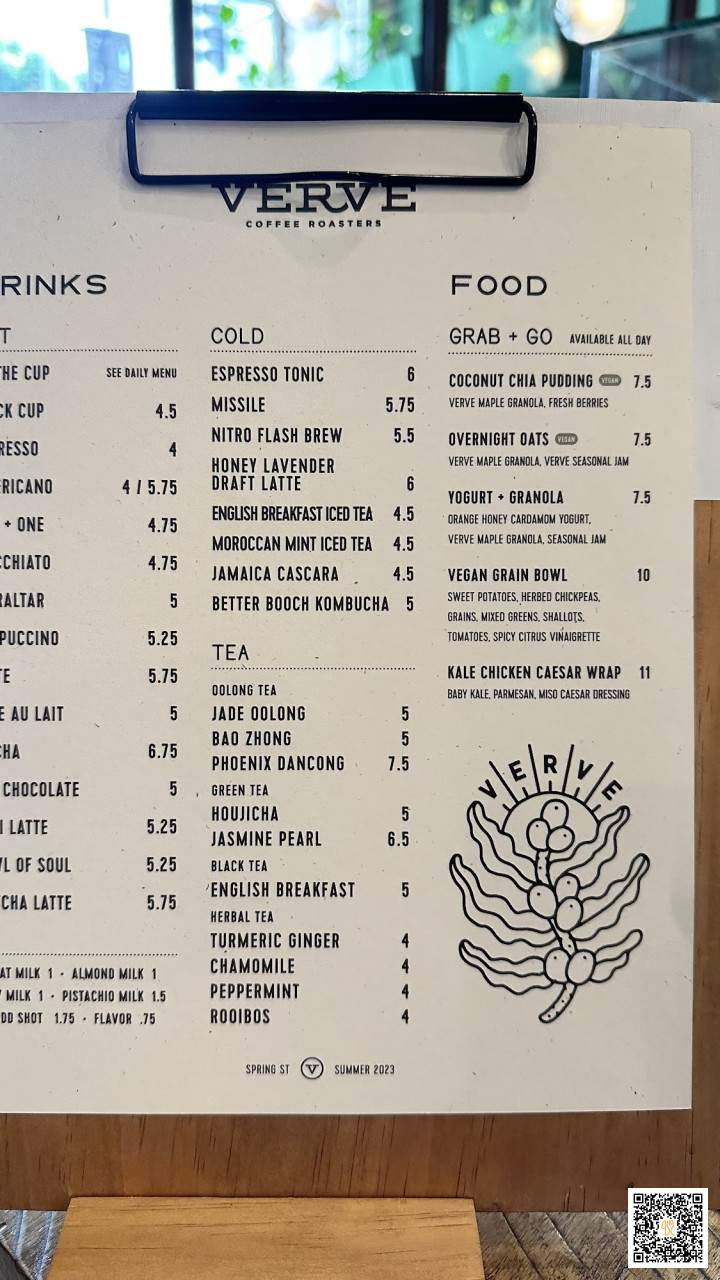 VERVE
COFFEE ROASTERS
RINKS
T
THE CUP SEE DAILY MENU
CK CUP 4.5
RESSO 4
ERICANO 4 / 5.75
+ ONE 4.75
CCHIATO 4.75
RALTAR 5
PUCCINO 5.25
TE 5.75
E AU LAIT 5
CHA 6.75
CHOCOLATE 5
I LATTE 5.25
L OF SOUL 5.25
CHA LATTE 5.75
AT MILK 1 · ALMOND MILK 1
MILK 1 · PISTACHIO MILK 1.5
DD SHOT 1.75 · FLAVOR .75
COLD
ESPRESSO TONIC 6
MISSILE 5.75
NITRO FLASH BREW 5.5
HONEY LAVENDER
DRAFT LATTE 6
ENGLISH BREAKFAST ICED TEA 4.5
MOROCCAN MINT ICED TEA 4.5
JAMAICA CASCARA 4.5
BETTER BOOCH KOMBUCHA 5
TEA
OOLONG TEA
JADE OOLONG 5
BAO ZHONG 5
PHOENIX DANCONG 7.5
GREEN TEA
HOUJICHA 5
JASMINE PEARL 6.5
BLACK TEA
ENGLISH BREAKFAST 5
HERBAL TEA
TURMERIC GINGER 4
CHAMOMILE 4
PEPPERMINT 4
ROOIBOS 4
FOOD
GRAB + GO AVAILABLE ALL DAY
COCONUT CHIA PUDDING VEGAN 7.5
VERVE MAPLE GRANOLA, FRESH BERRIES
OVERNIGHT OATS VEGAN 7.5
VERVE MAPLE GRANOLA, VERVE SEASONAL JAM
YOGURT + GRANOLA 7.5
ORANGE HONEY CARDAMOM YOGURT,
VERVE MAPLE GRANOLA, SEASONAL JAM
VEGAN GRAIN BOWL 10
SWEET POTATOES, HERBED CHICKPEAS,
GRAINS, MIXED GREENS, SHALLOTS,
TOMATOES, SPICY CITRUS VINAIGRETTE
KALE CHICKEN CAESAR WRAP 11
BABY KALE, PARMESAN, MISO CAESAR DRESSING
VERVE
SPRING ST V SUMMER 2023